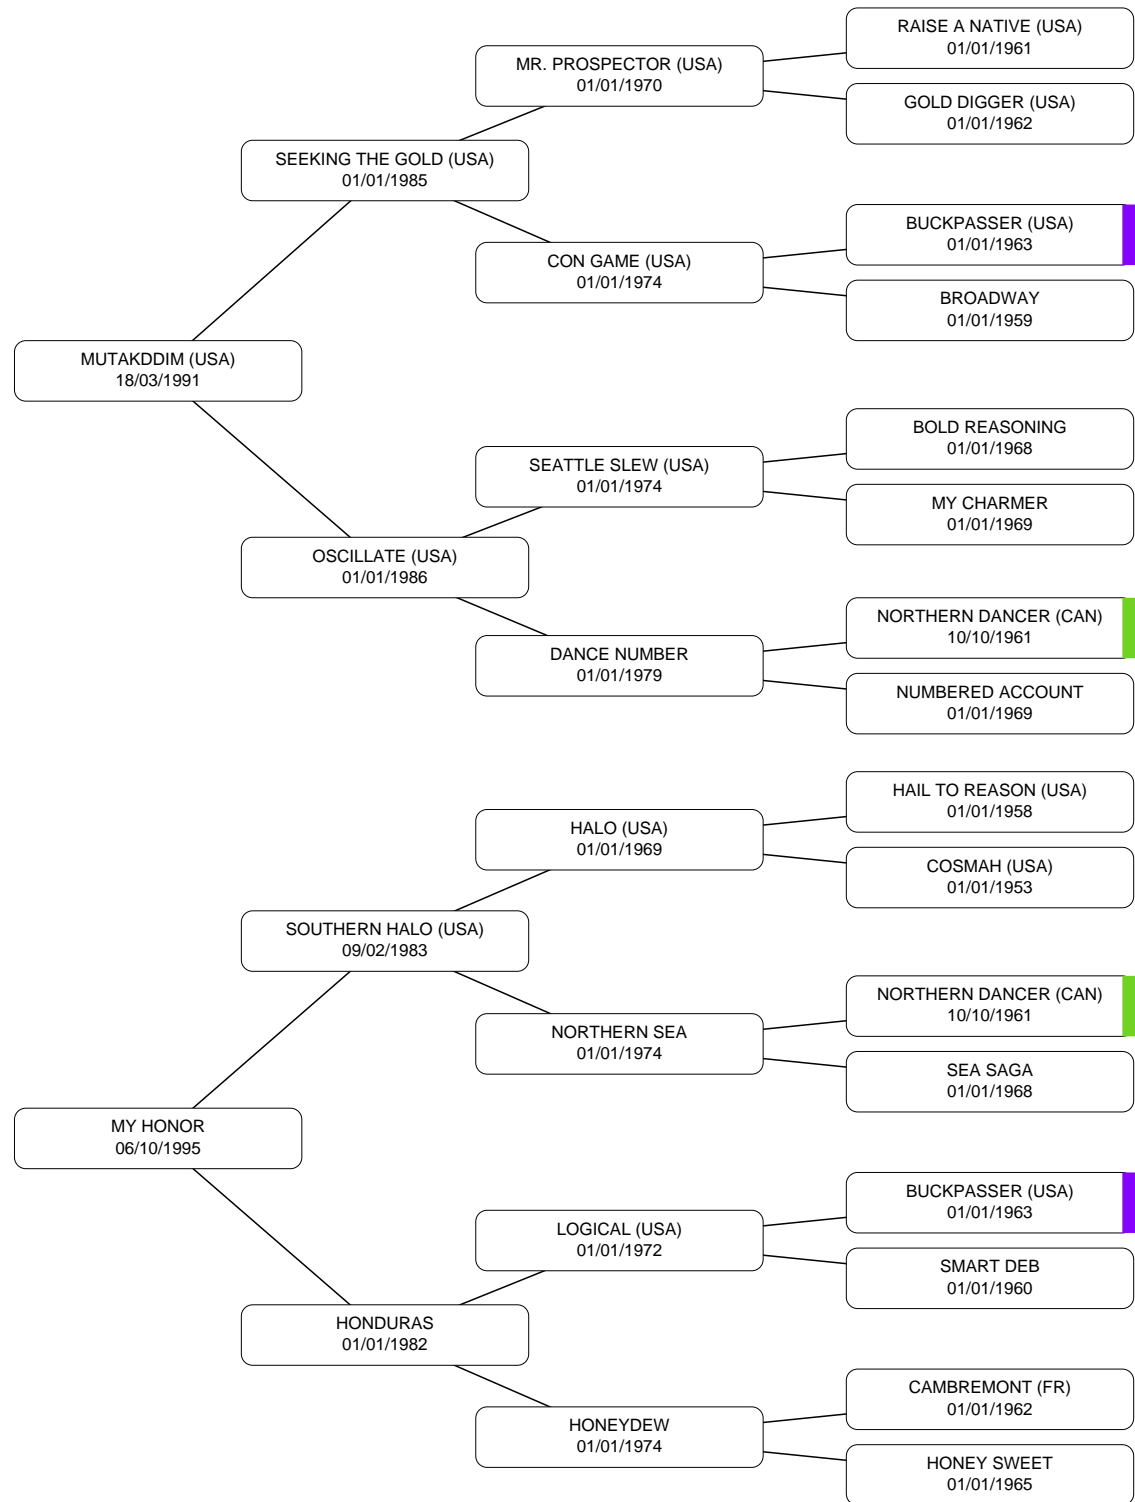 RAISE A NATIVE (USA)
01/01/1961
MR. PROSPECTOR (USA)
01/01/1970
GOLD DIGGER (USA)
01/01/1962
SEEKING THE GOLD (USA)
01/01/1985
BUCKPASSER (USA)
01/01/1963
CON GAME (USA)
01/01/1974
BROADWAY
01/01/1959
MUTAKDDIM (USA)
18/03/1991
BOLD REASONING
01/01/1968
SEATTLE SLEW (USA)
01/01/1974
MY CHARMER
01/01/1969
OSCILLATE (USA)
01/01/1986
NORTHERN DANCER (CAN)
10/10/1961
DANCE NUMBER
01/01/1979
NUMBERED ACCOUNT
01/01/1969
HAIL TO REASON (USA)
01/01/1958
HALO (USA)
01/01/1969
COSMAH (USA)
01/01/1953
SOUTHERN HALO (USA)
09/02/1983
NORTHERN DANCER (CAN)
10/10/1961
NORTHERN SEA
01/01/1974
SEA SAGA
01/01/1968
MY HONOR
06/10/1995
BUCKPASSER (USA)
01/01/1963
LOGICAL (USA)
01/01/1972
SMART DEB
01/01/1960
HONDURAS
01/01/1982
CAMBREMONT (FR)
01/01/1962
HONEYDEW
01/01/1974
HONEY SWEET
01/01/1965